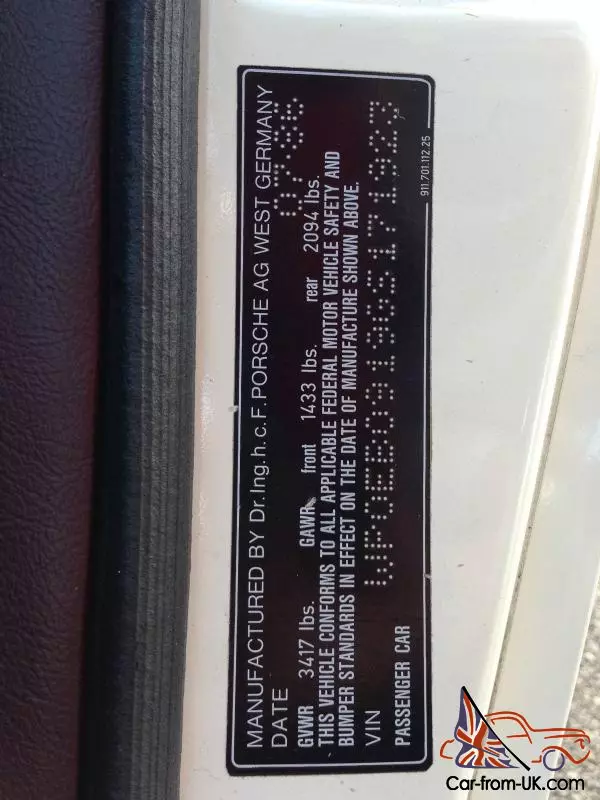 MANUFACTURED BY Dr.Ing.h.c.F.PORSCHE AG WEST GERMANY
DATE 07-86
GVWR 3417 lbs. GAWR front 1433 lbs. rear 2094 lbs.
THIS VEHICLE CONFORMS TO ALL APPLICABLE FEDERAL MOTOR VEHICLE SAFETY AND
BUMPER STANDARDS IN EFFECT ON THE DATE OF MANUFACTURE SHOWN ABOVE.
VIN WP0EB0919GS171923
PASSENGER CAR
911.701.112.25
Car-from-UK.com